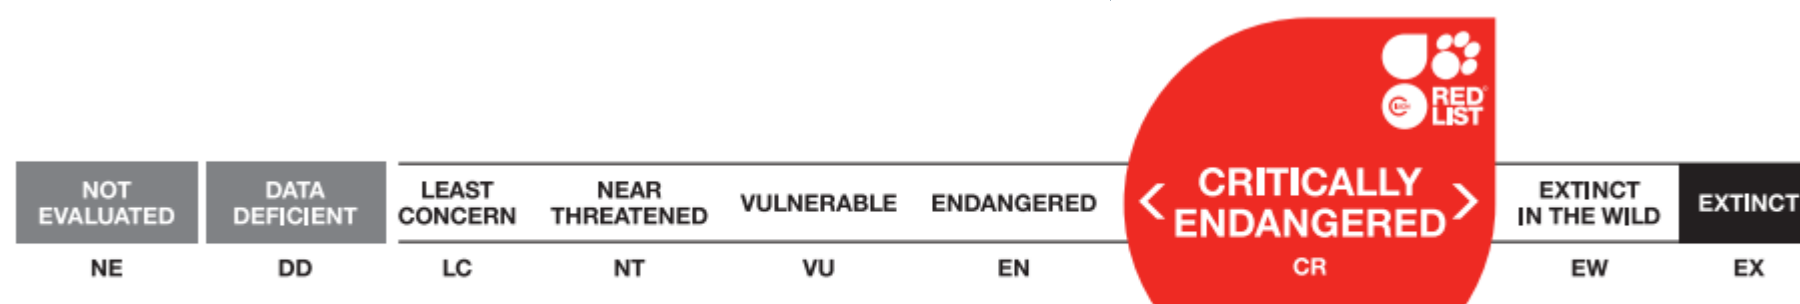 RED
LIST
NOT
EVALUATED
DATA
DEFICIENT
LEAST
CONCERN
NEAR
THREATENED
VULNERABLE
ENDANGERED
< CRITICALLY
ENDANGERED >
EXTINCT
IN THE WILD
EXTINCT
NE
DD
LC
NT
VU
EN
CR
EW
EX